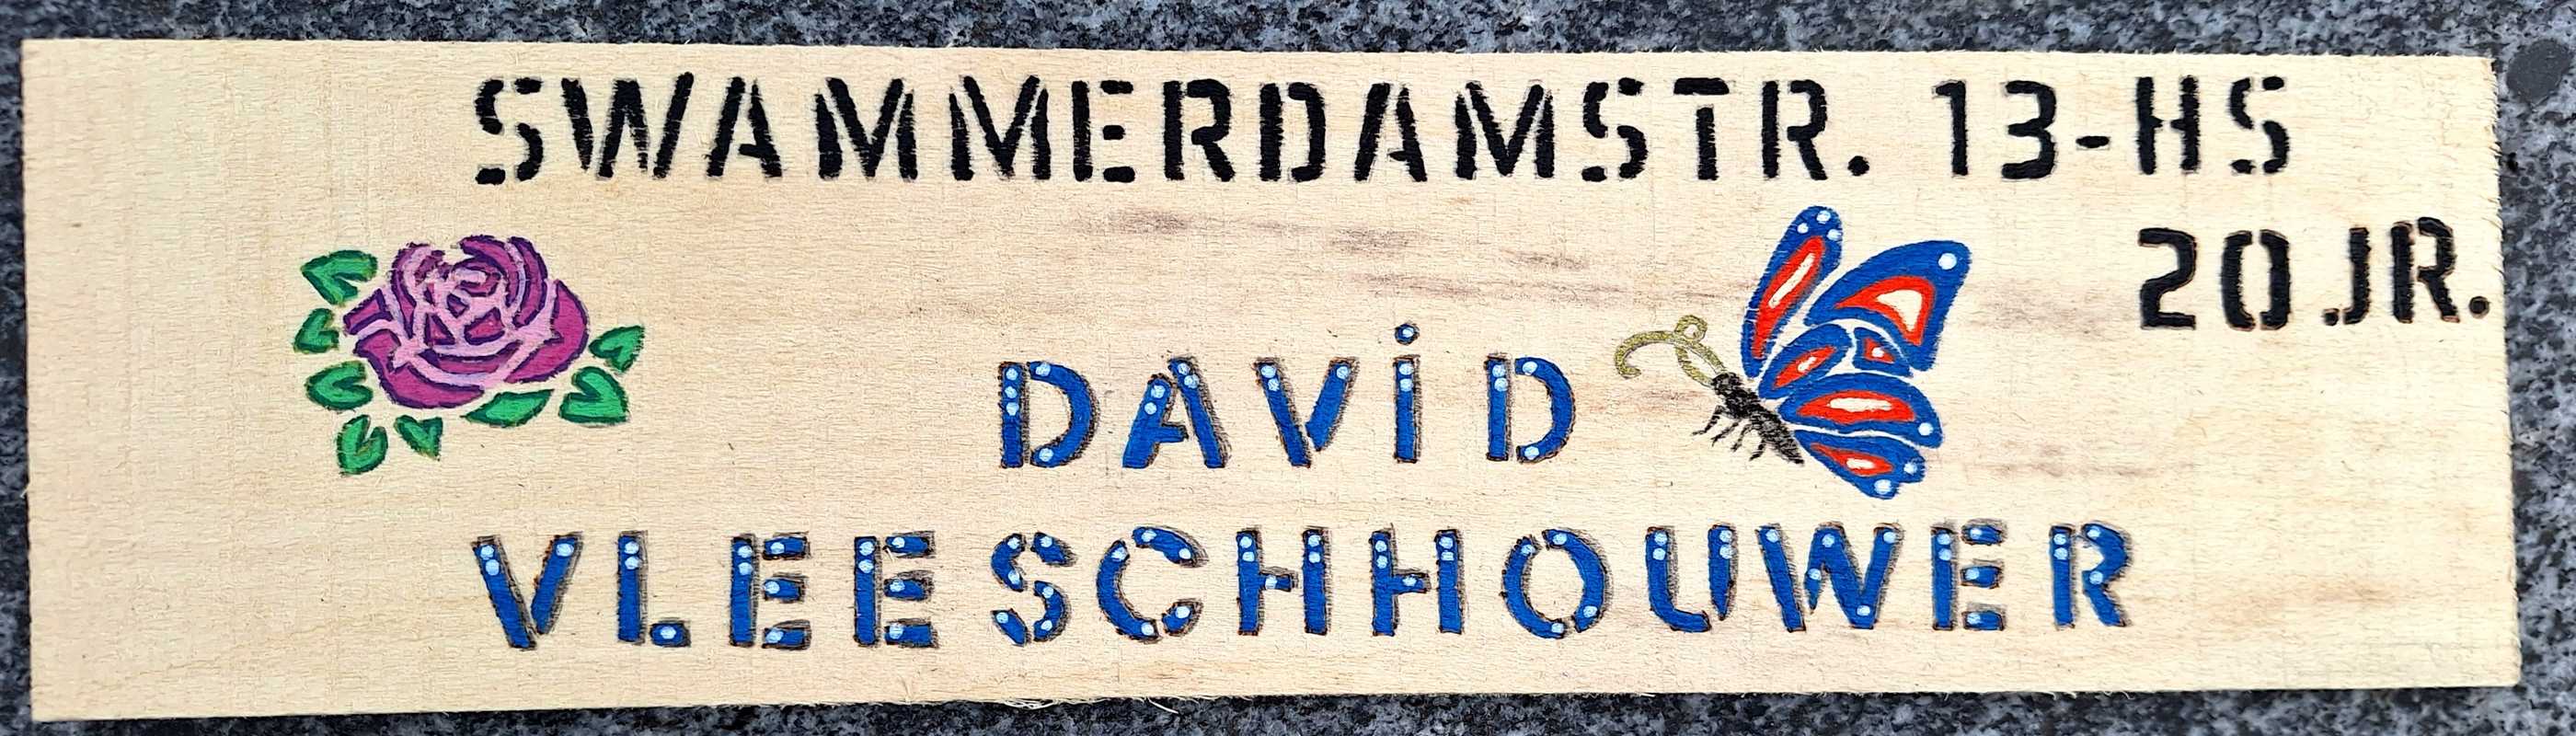 SWAMMERDAMSTR. 13-HS
20 JR.
DAViD
VLEESCHHOUWER